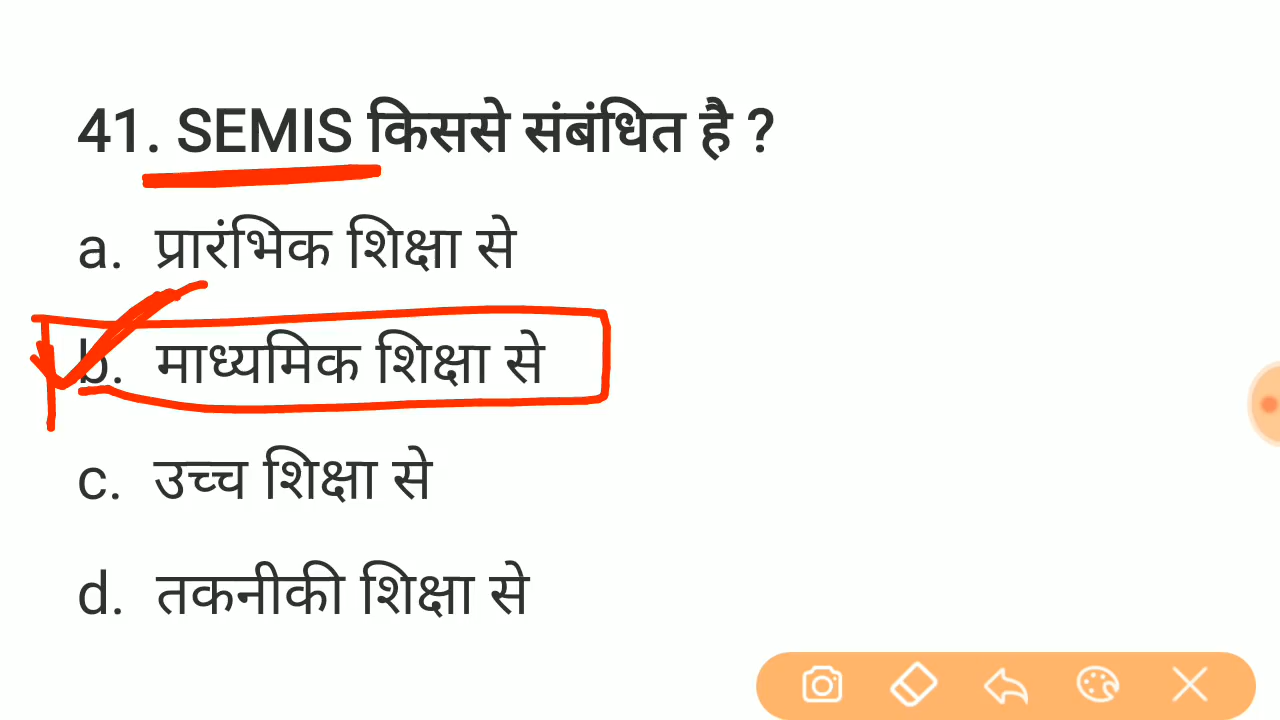 41. SEMIS किससे संबंधित है ?
a. प्रारंभिक शिक्षा से
b. माध्यमिक शिक्षा से
c. उच्च शिक्षा से
d. तकनीकी शिक्षा से